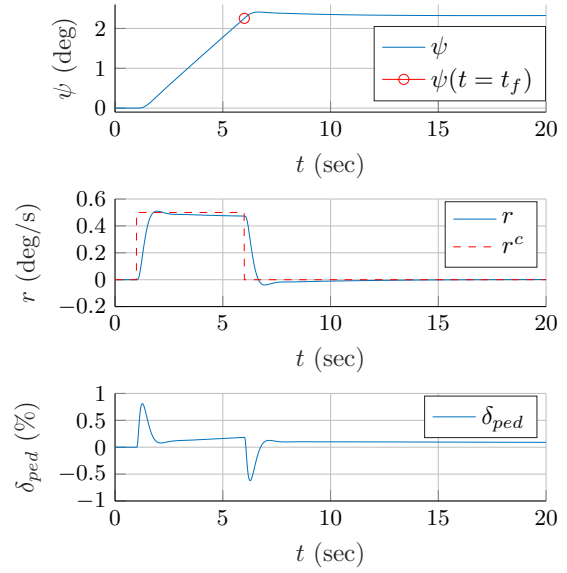 ψ (deg)
2
0
ψ
ψ(t = t_f)
0 5 10 15 20
t (sec)
r (deg/s)
0.6
0.4
0.2
0
−0.2
r
r^c
0 5 10 15 20
t (sec)
δ_ped (%)
1
0.5
0
−0.5
−1
δ_ped
0 5 10 15 20
t (sec)